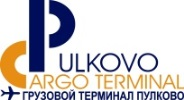 PULKOVO
CARGO TERMINAL
ГРУЗОВОЙ ТЕРМИНАЛ ПУЛКОВО